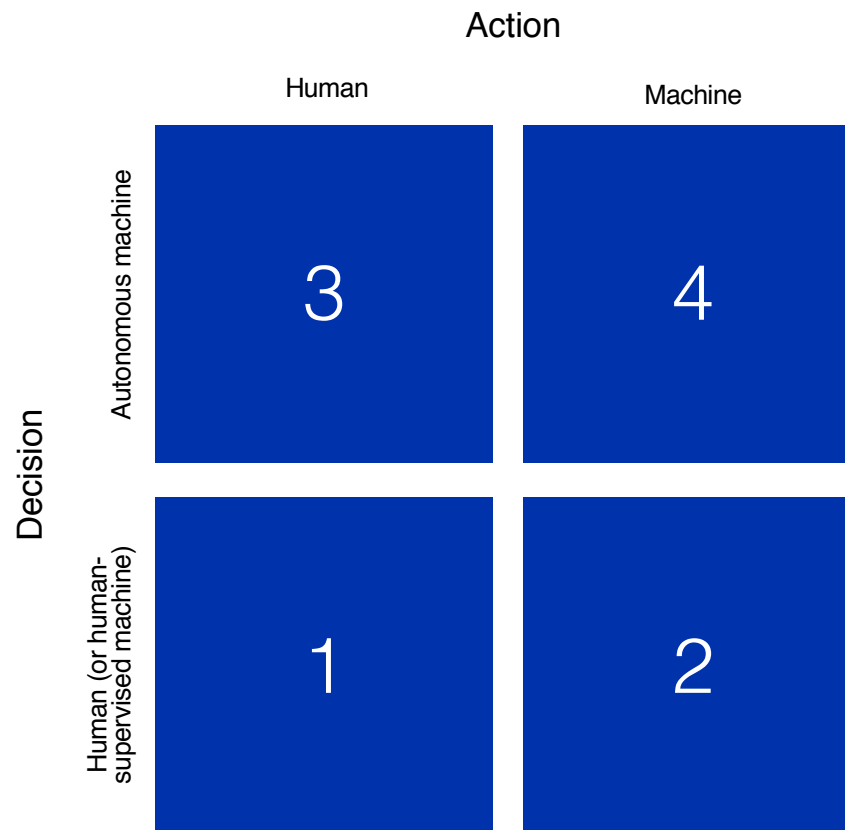 Action
Human
Machine
Decision
Autonomous machine
3
4
Human (or human-
supervised machine)
1
2